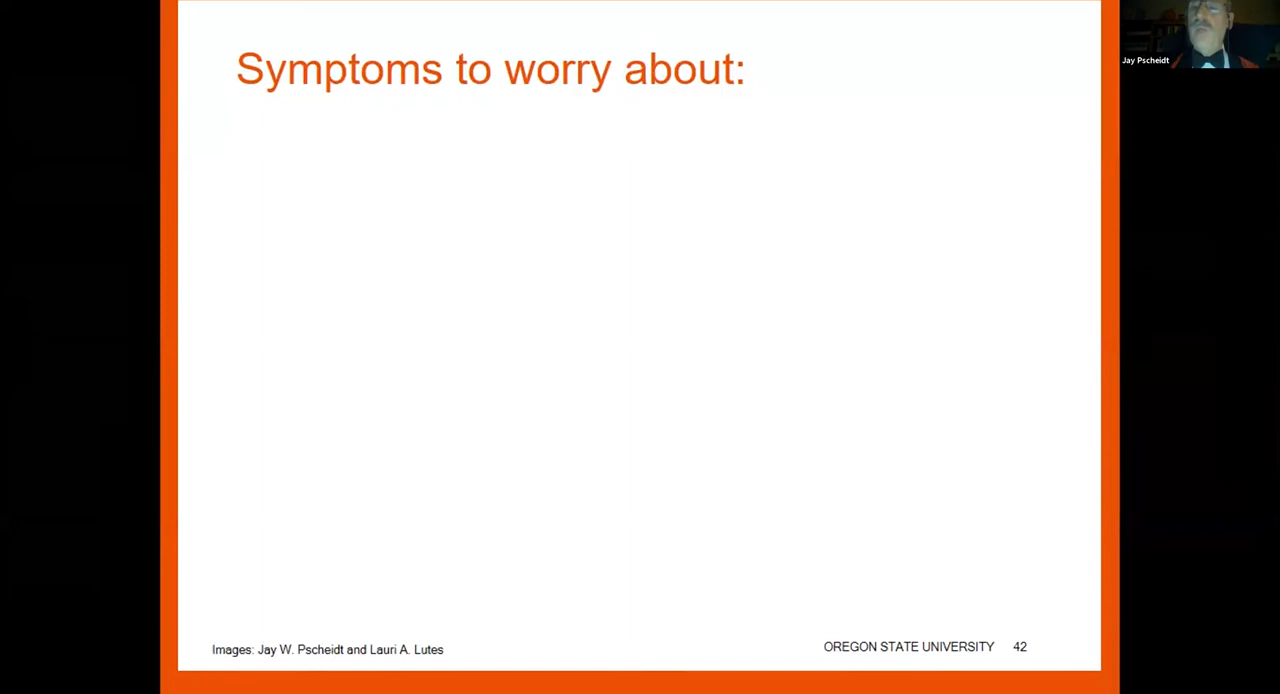 Symptoms to worry about:
Jay Pscheidt
Images: Jay W. Pscheidt and Lauri A. Lutes
OREGON STATE UNIVERSITY 42